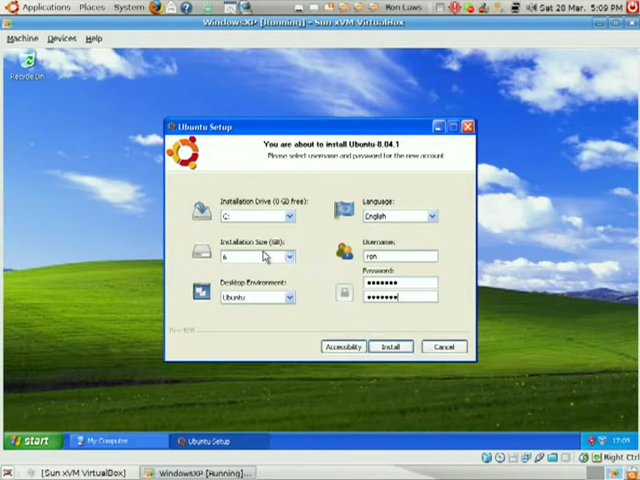 Applications Places System Ron Laws Sat 28 Mar, 5:09 PM
WindowsXP [Running] - Sun xVM VirtualBox
Machine Devices Help
Recycle Bin
Ubuntu Setup
You are about to install Ubuntu 8.04.1
Please select username and password for the new account
Installation Drive (0 GB free):
Language:
C:
English
Installation Size (GB):
Username:
6
ron
Password:
Desktop Environment:
Ubuntu
Accessibility Install Cancel
start My Computer Ubuntu Setup 17:09
Right Ctrl
[Sun xVM VirtualBox] WindowsXP [Running]...